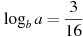 log_b a = 3/16